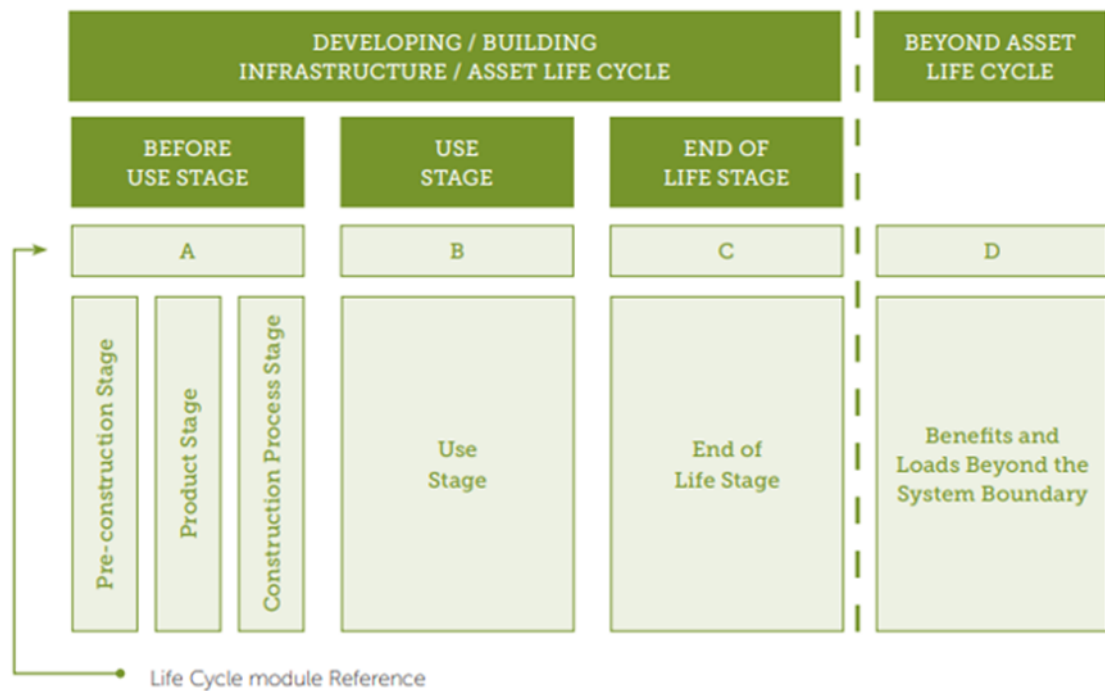 DEVELOPING / BUILDING
INFRASTRUCTURE / ASSET LIFE CYCLE
BEYOND ASSET
LIFE CYCLE
BEFORE
USE STAGE
USE
STAGE
END OF
LIFE STAGE
A
B
C
D
Pre-construction Stage
Product Stage
Construction Process Stage
Use
Stage
End of
Life Stage
Benefits and
Loads Beyond the
System Boundary
Life Cycle module Reference